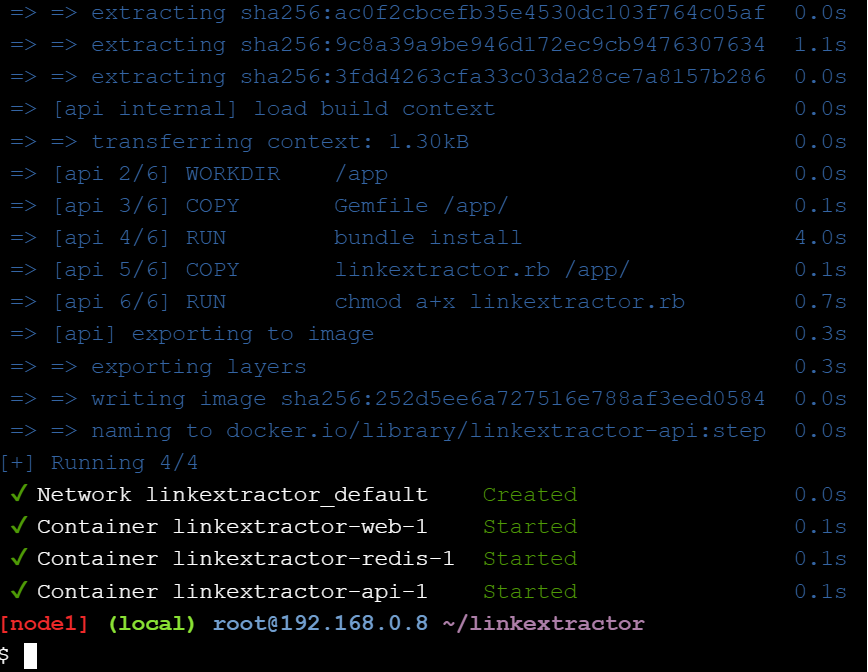 => => extracting sha256:ac0f2cbcefb35e4530dc103f764c05af 0.0s
=> => extracting sha256:9c8a39a9be946d172ec9cb9476307634 1.1s
=> => extracting sha256:3fdd4263cfa33c03da28ce7a8157b286 0.0s
=> [api internal] load build context 0.0s
=> => transferring context: 1.30kB 0.0s
=> [api 2/6] WORKDIR /app 0.0s
=> [api 3/6] COPY Gemfile /app/ 0.1s
=> [api 4/6] RUN bundle install 4.0s
=> [api 5/6] COPY linkextractor.rb /app/ 0.1s
=> [api 6/6] RUN chmod a+x linkextractor.rb 0.7s
=> [api] exporting to image 0.3s
=> => exporting layers 0.3s
=> => writing image sha256:252d5ee6a727516e788af3eed0584 0.0s
=> => naming to docker.io/library/linkextractor-api:step 0.0s
[+] Running 4/4
✓ Network linkextractor_default Created 0.0s
✓ Container linkextractor-web-1 Started 0.1s
✓ Container linkextractor-redis-1 Started 0.1s
✓ Container linkextractor-api-1 Started 0.1s
[node1] (local) root@192.168.0.8 ~/linkextractor
$